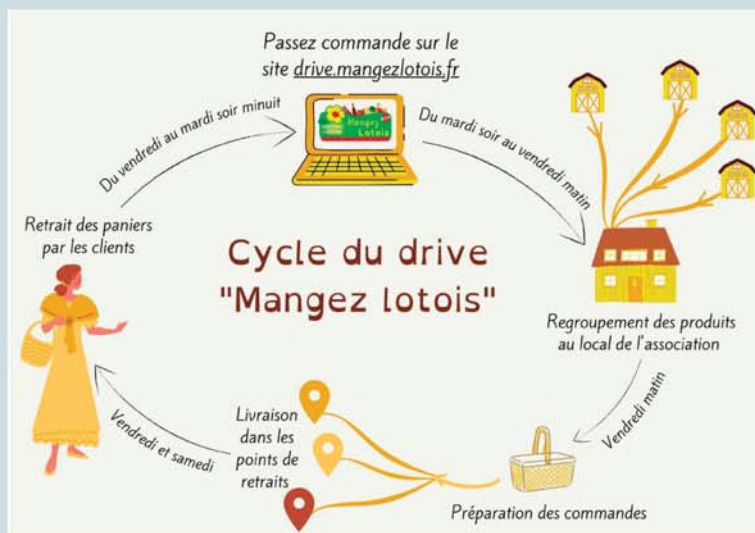 Passez commande sur le
site drive.mangezlotois.fr
Du vendredi au mardi soir minuit
Mangez
Lotois
Du mardi soir au vendredi matin
Retrait des paniers
par les clients
Cycle du drive
"Mangez lotois"
Regroupement des produits
au local de l'association
Vendredi matin
Livraison
dans les
points de
retraits
Vendredi et samedi
Préparation des commandes